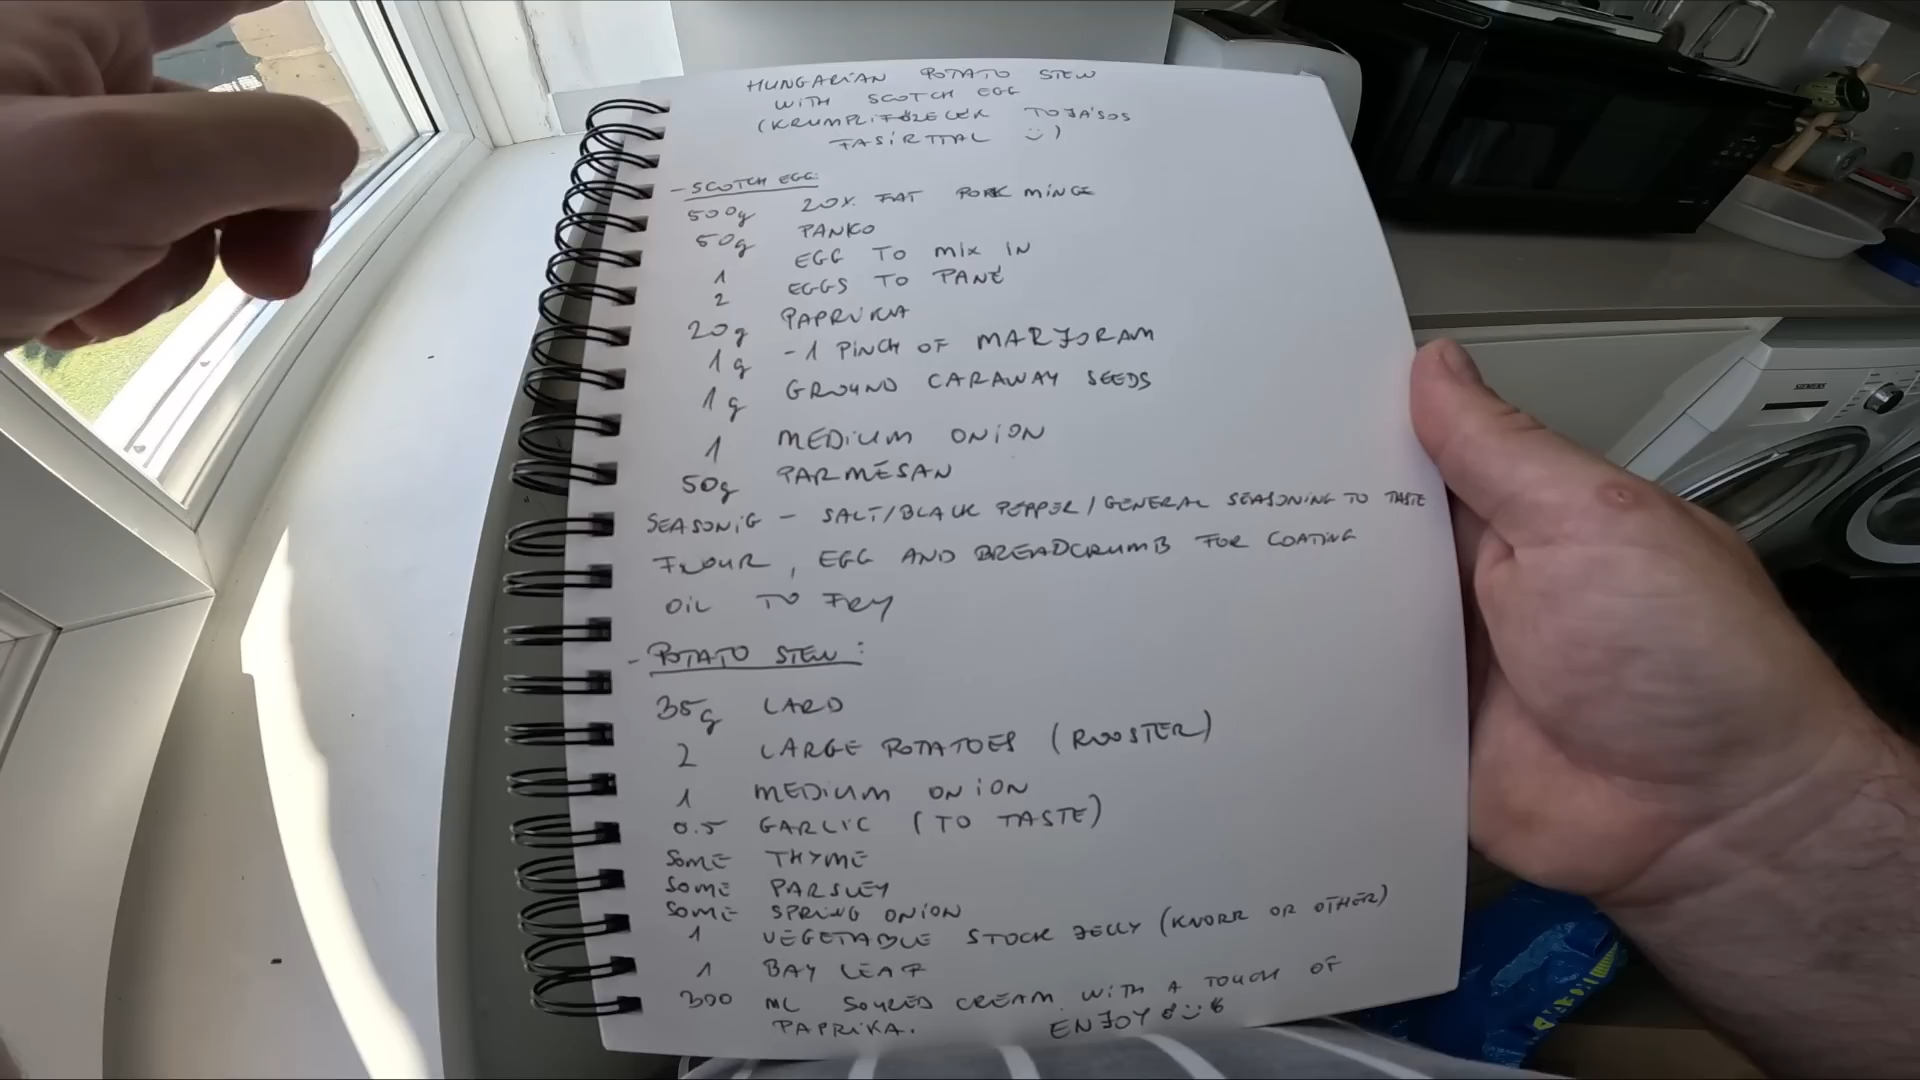 HUNGARIAN POTATO STEW
WITH SCOTCH EGG
(KRUMPLIFŐZELÉK TOJÁSOS
FASÍRTTAL :)
- SCOTCH EGG:
500g 20% FAT PORK MINCE
50g PANKO
1 EGG TO MIX IN
2 EGGS TO PANÉ
20g PAPRIKA
1g - 1 PINCH OF MARJORAM
1g GROUND CARAWAY SEEDS
1 MEDIUM ONION
50g PARMESAN
SEASONIG - SALT/BLACK PEPPER/GENERAL SEASONING TO TASTE
FLOUR, EGG AND BREADCRUMB FOR COATING
OIL TO FRY
- POTATO STEW:
35g LARD
2 LARGE POTATOES (ROOSTER)
1 MEDIUM ONION
0.5 GARLIC (TO TASTE)
SOME THYME
SOME PARSLEY
SOME SPRING ONION
1 VEGETABLE STOCK JELLY (KNORR OR OTHER)
1 BAY LEAF
300 ML SOURED CREAM WITH A TOUCH OF
PAPRIKA. ENJOY
SIEMENS